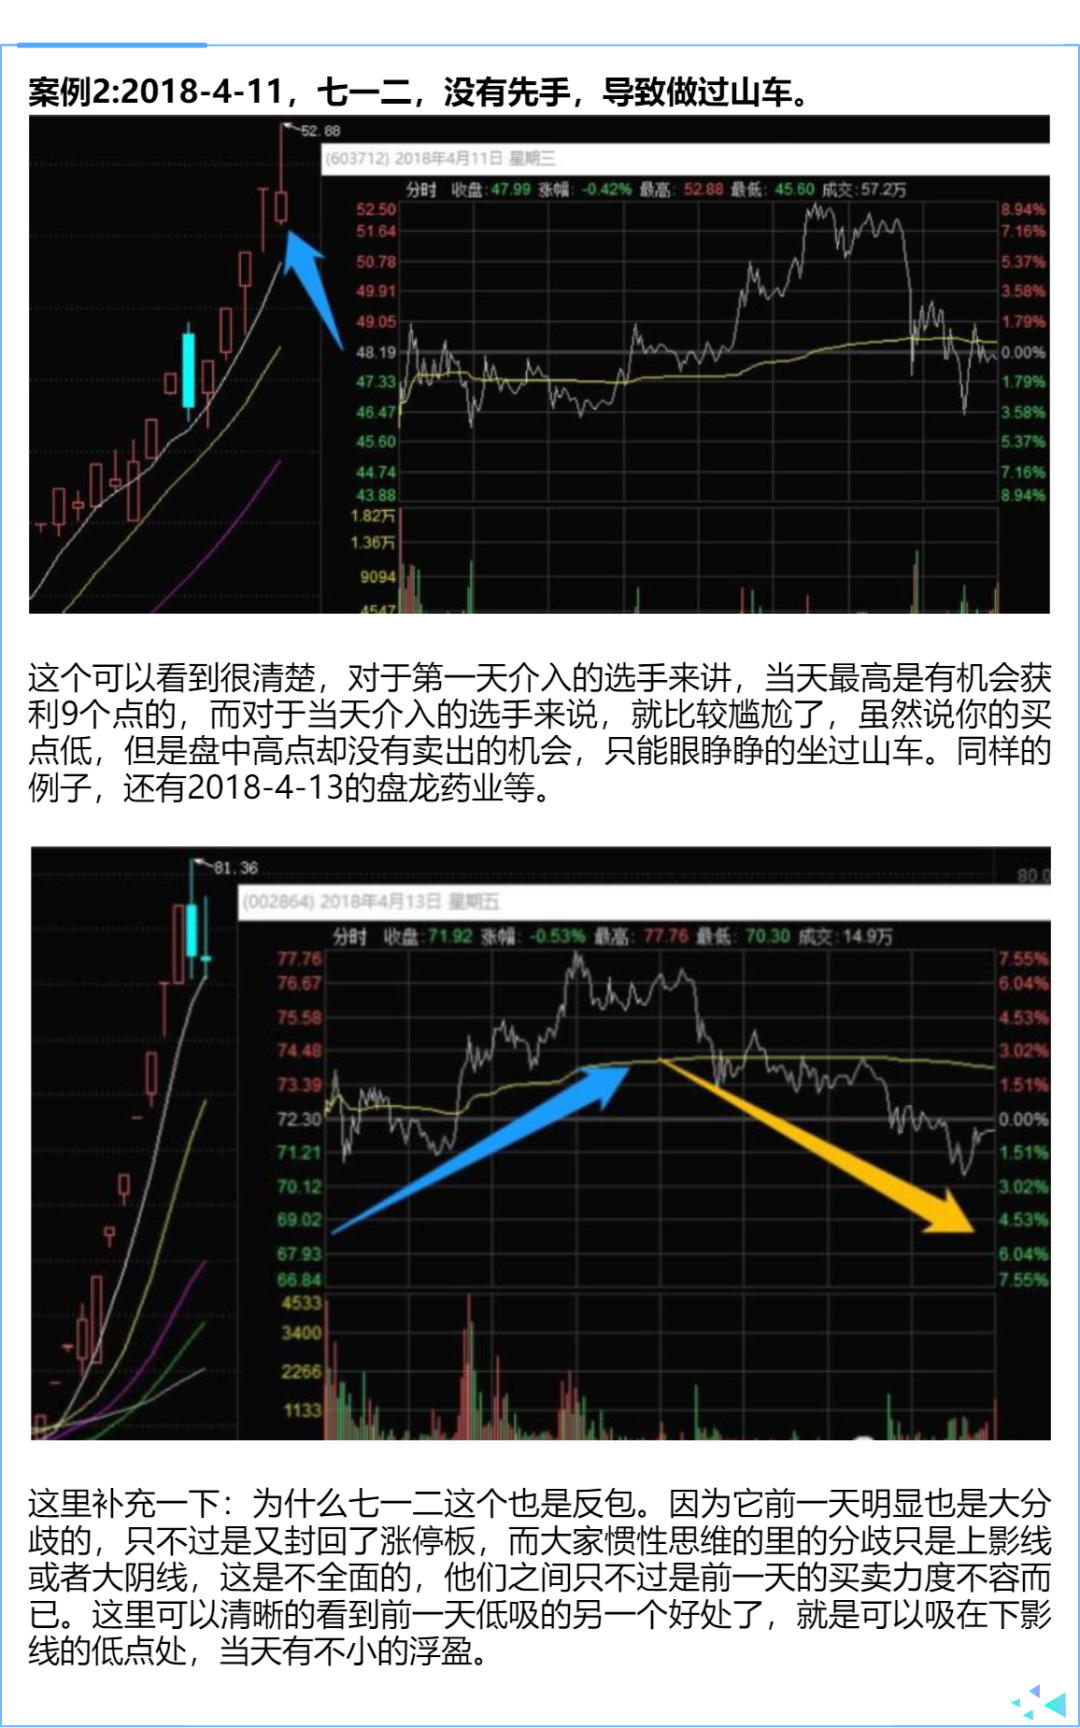 案例2:2018-4-11，七一二，没有先手，导致做过山车。
52.88
(603712) 2018年4月11日 星期三
分时 收盘:47.99 涨幅: -0.42% 最高: 52.88 最低: 45.60 成交:57.2万
52.50 8.94%
51.64 7.16%
50.78 5.37%
49.91 3.58%
49.05 1.79%
48.19 0.00%
47.33 1.79%
46.47 3.58%
45.60 5.37%
44.74 7.16%
43.88 8.94%
1.82万
1.36万
9094
4547
这个可以看到很清楚，对于第一天介入的选手来讲，当天最高是有机会获
利9个点的，而对于当天介入的选手来说，就比较尴尬了，虽然说你的买
点低，但是盘中高点却没有卖出的机会，只能眼睁睁的坐过山车。同样的
例子，还有2018-4-13的盘龙药业等。
81.36
80.0
(002864) 2018年4月13日 星期五
分时 收盘:71.92 涨幅: -0.53% 最高: 77.76 最低: 70.30 成交:14.9万
77.76 7.55%
76.67 6.04%
75.58 4.53%
74.48 3.02%
73.39 1.51%
72.30 0.00%
71.21 1.51%
70.12 3.02%
69.02 4.53%
67.93 6.04%
66.84 7.55%
4533
3400
2266
1133
这里补充一下：为什么七一二这个也是反包。因为它前一天明显也是大分
歧的，只不过是又封回了涨停板，而大家惯性思维的里的分歧只是上影线
或者大阴线，这是不全面的，他们之间只不过是前一天的买卖力度不容而
已。这里可以清晰的看到前一天低吸的另一个好处了，就是可以吸在下影
线的低点处，当天有不小的浮盈。